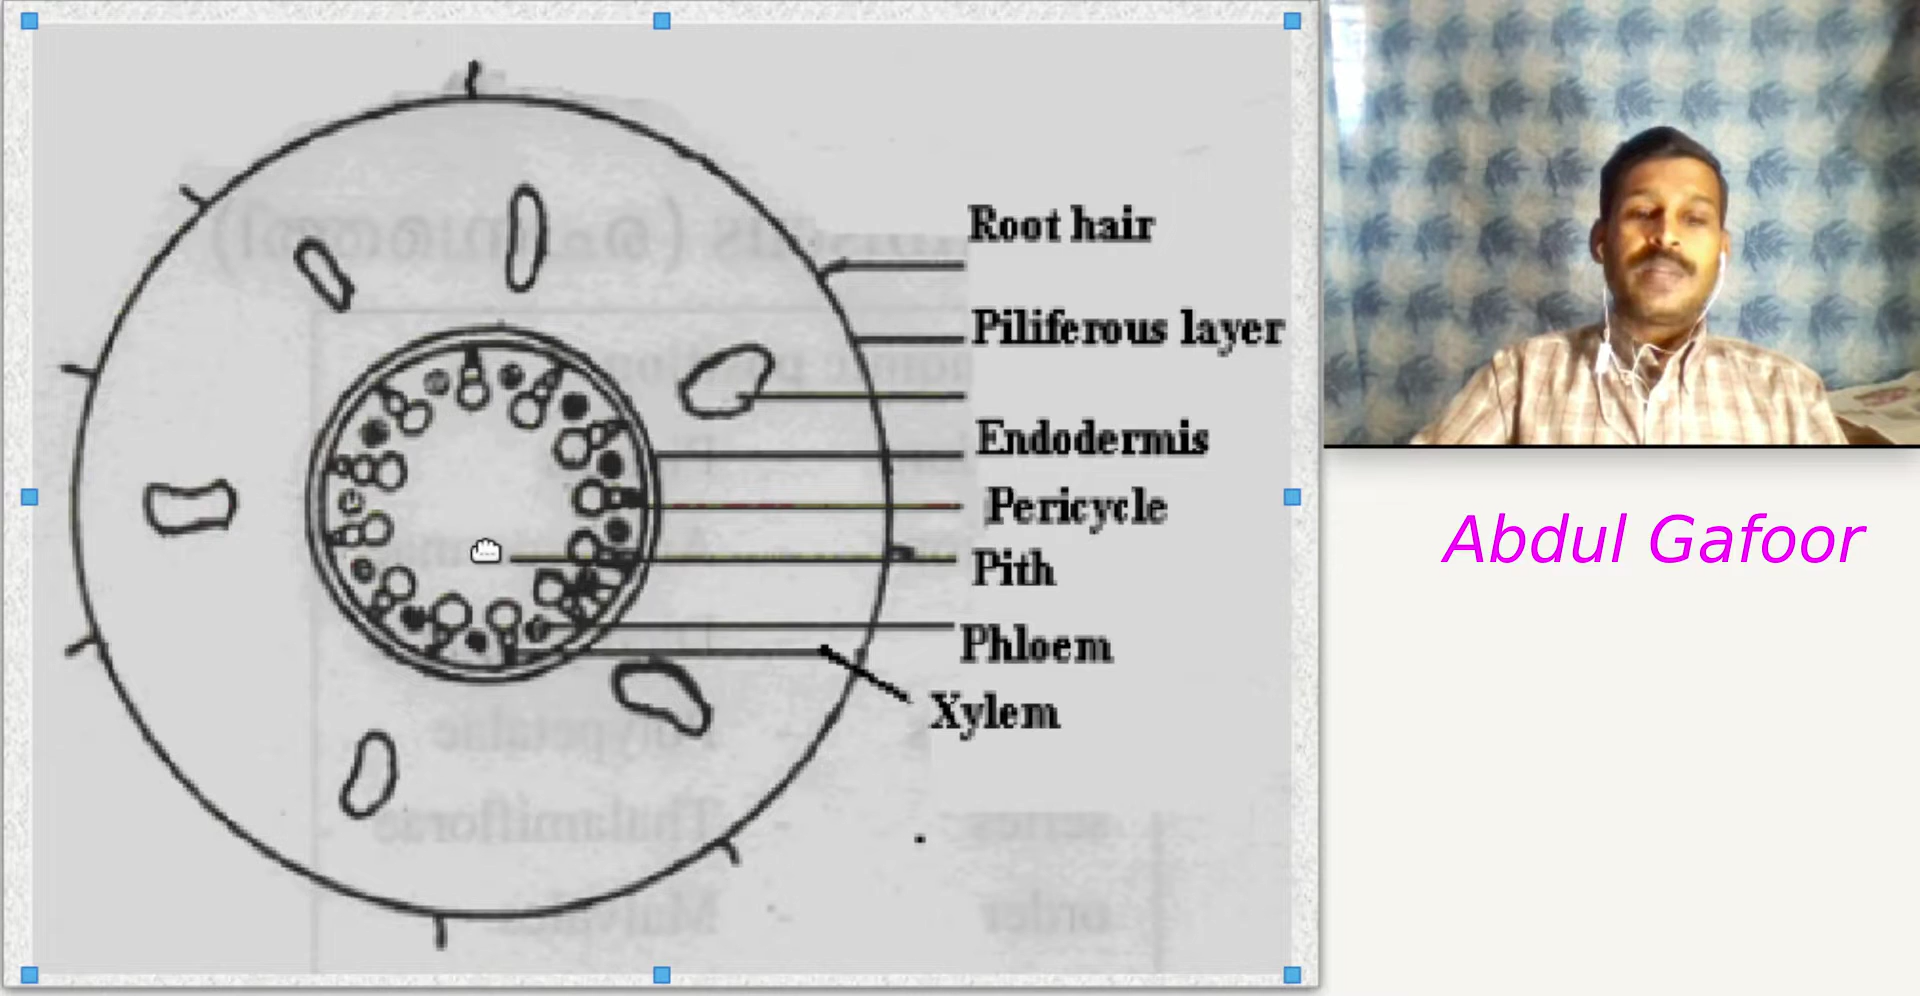 Root hair
Piliferous layer
Endodermis
Pericycle
Pith
Phloem
Xylem
Abdul Gafoor